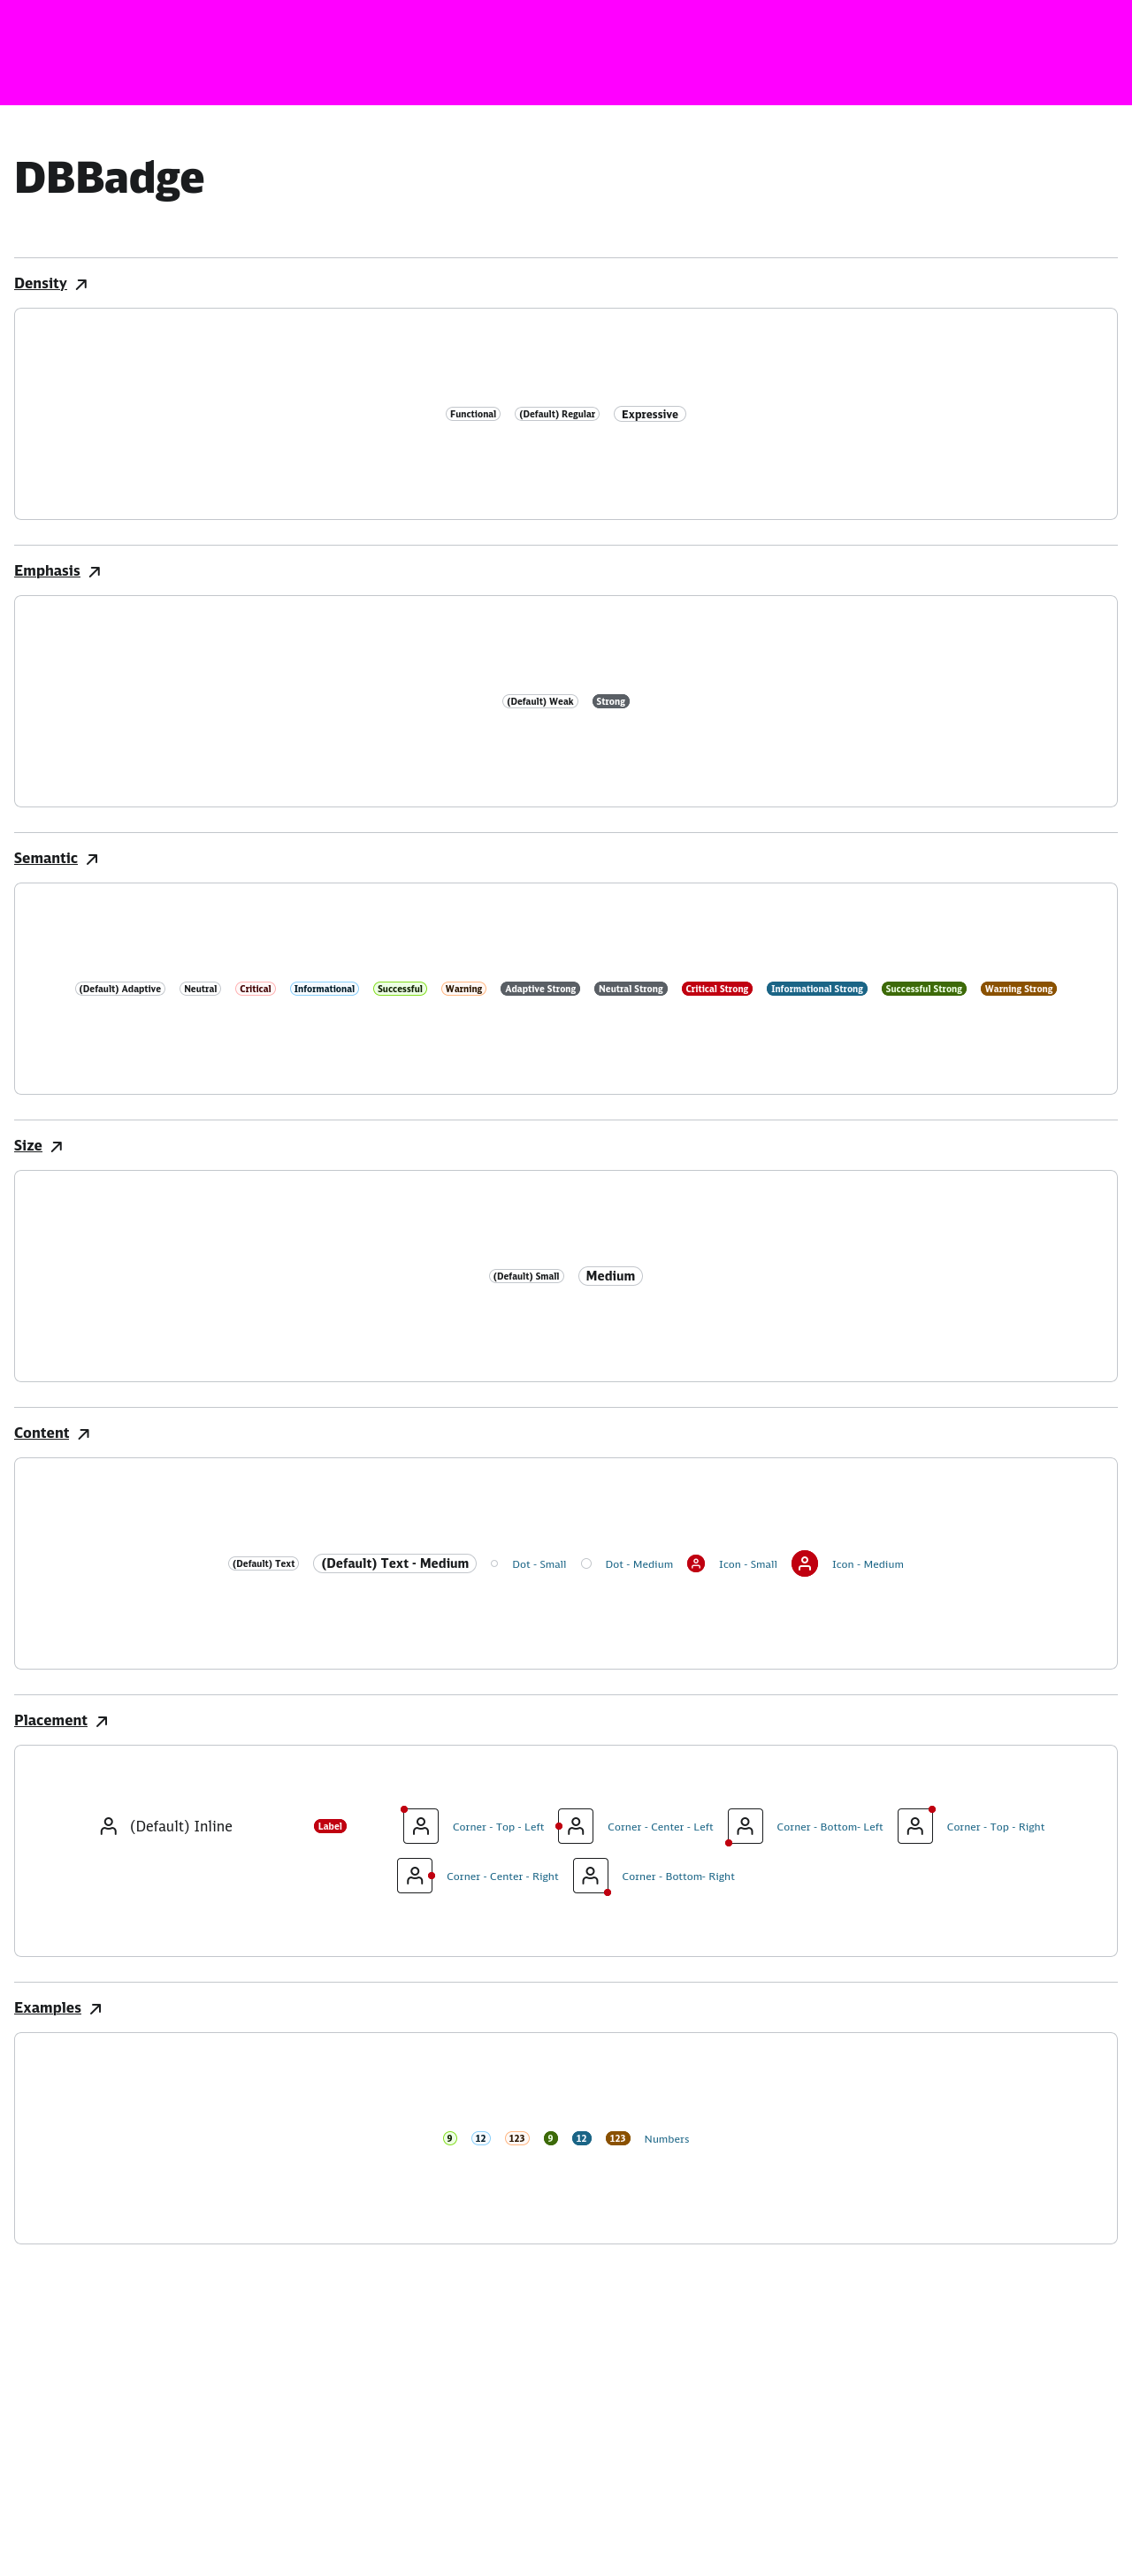 DBBadge
Density
Functional (Default) Regular Expressive
Emphasis
(Default) Weak Strong
Semantic
(Default) Adaptive Neutral Critical Informational Successful Warning Adaptive Strong Neutral Strong Critical Strong Informational Strong Successful Strong Warning Strong
Size
(Default) Small Medium
Content
(Default) Text (Default) Text - Medium Dot - Small Dot - Medium Icon - Small Icon - Medium
Placement
(Default) Inline Label Corner - Top - Left Corner - Center - Left Corner - Bottom- Left Corner - Top - Right
Corner - Center - Right Corner - Bottom- Right
Examples
9 12 123 9 12 123 Numbers